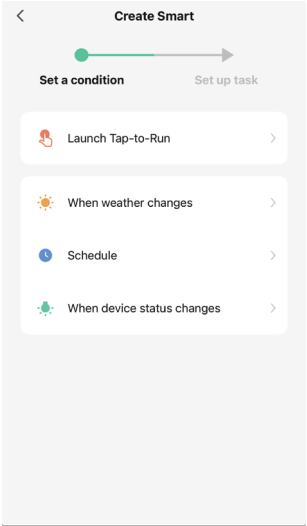 Create Smart
Set a condition
Set up task
Launch Tap-to-Run
When weather changes
Schedule
When device status changes